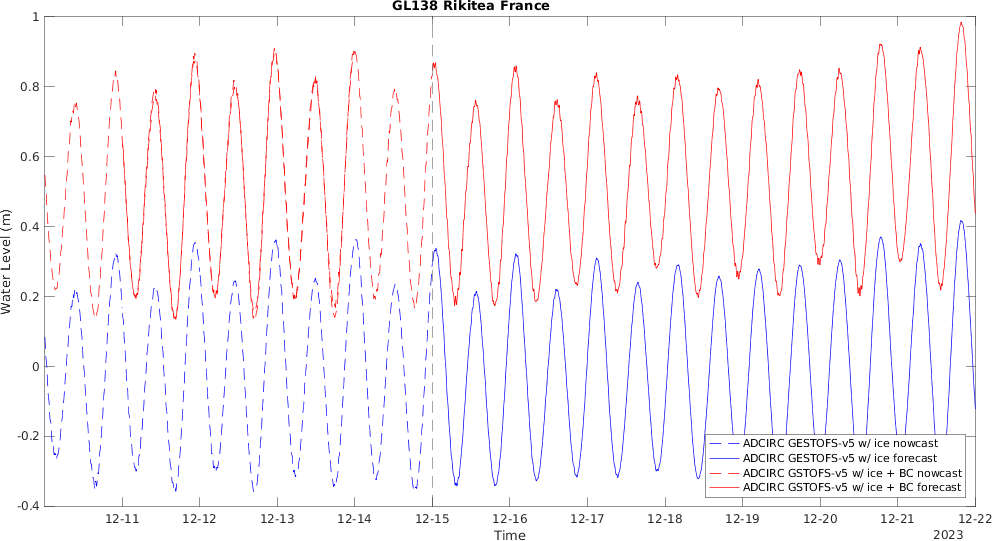 GL138 Rikitea France
1
0.8
0.6
0.4
0.2
0
-0.2
-0.4
Water Level (m)
ADCIRC GESTOFS-v5 w/ ice nowcast
ADCIRC GESTOFS-v5 w/ ice forecast
ADCIRC GSTOFS-v5 w/ ice + BC nowcast
ADCIRC GSTOFS-v5 w/ ice + BC forecast
12-11 12-12 12-13 12-14 12-15 12-16 12-17 12-18 12-19 12-20 12-21 12-22
Time
2023